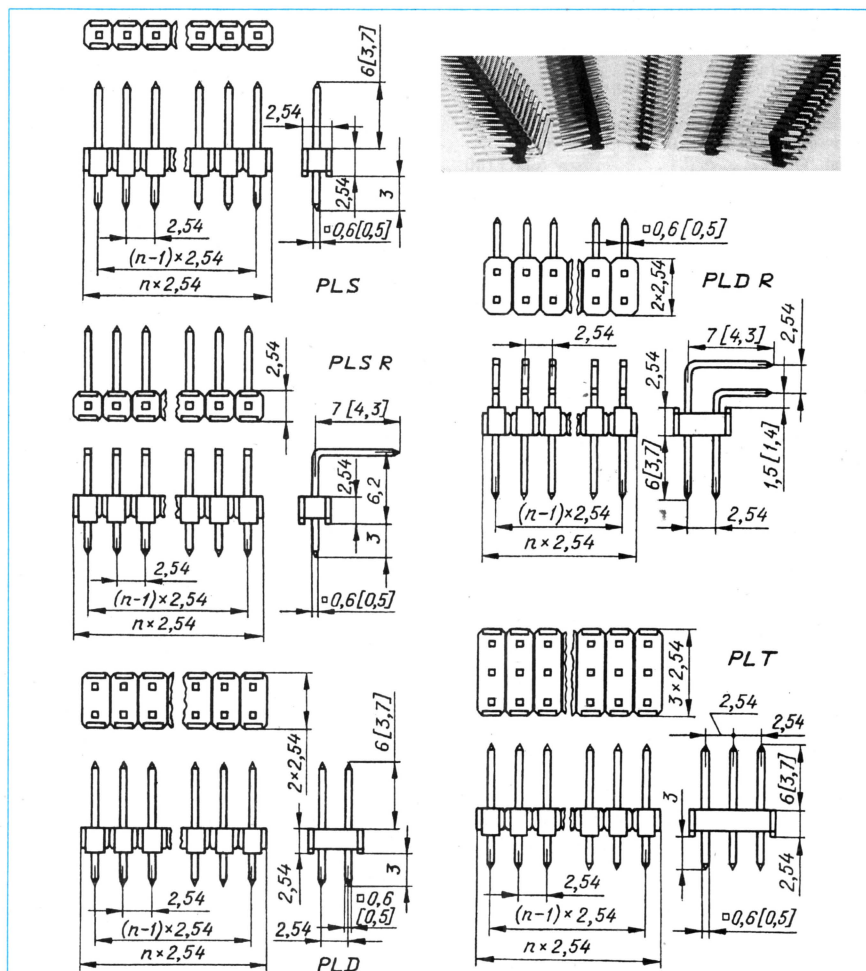 6[3,7]
2,54
2,54
3
2,54
□0,6[0,5]
(n-1)×2,54
n×2,54
PLS
□0,6[0,5]
2×2,54
PLD R
2,54
7[4,3]
2,54
2,54
6[3,7]
1,5[1,4]
(n-1)×2,54
2,54
n×2,54
PLS R
2,54
7[4,3]
2,54
6,2
3
2,54
(n-1)×2,54
□0,6[0,5]
n×2,54
2×2,54
6[3,7]
2,54
3
2,54
□0,6
[0,5]
(n-1)×2,54
2,54
n×2,54
PLD
3×2,54
PLT
2,54
2,54
3
6[3,7]
2,54
2,54
(n-1)×2,54
□0,6[0,5]
n×2,54